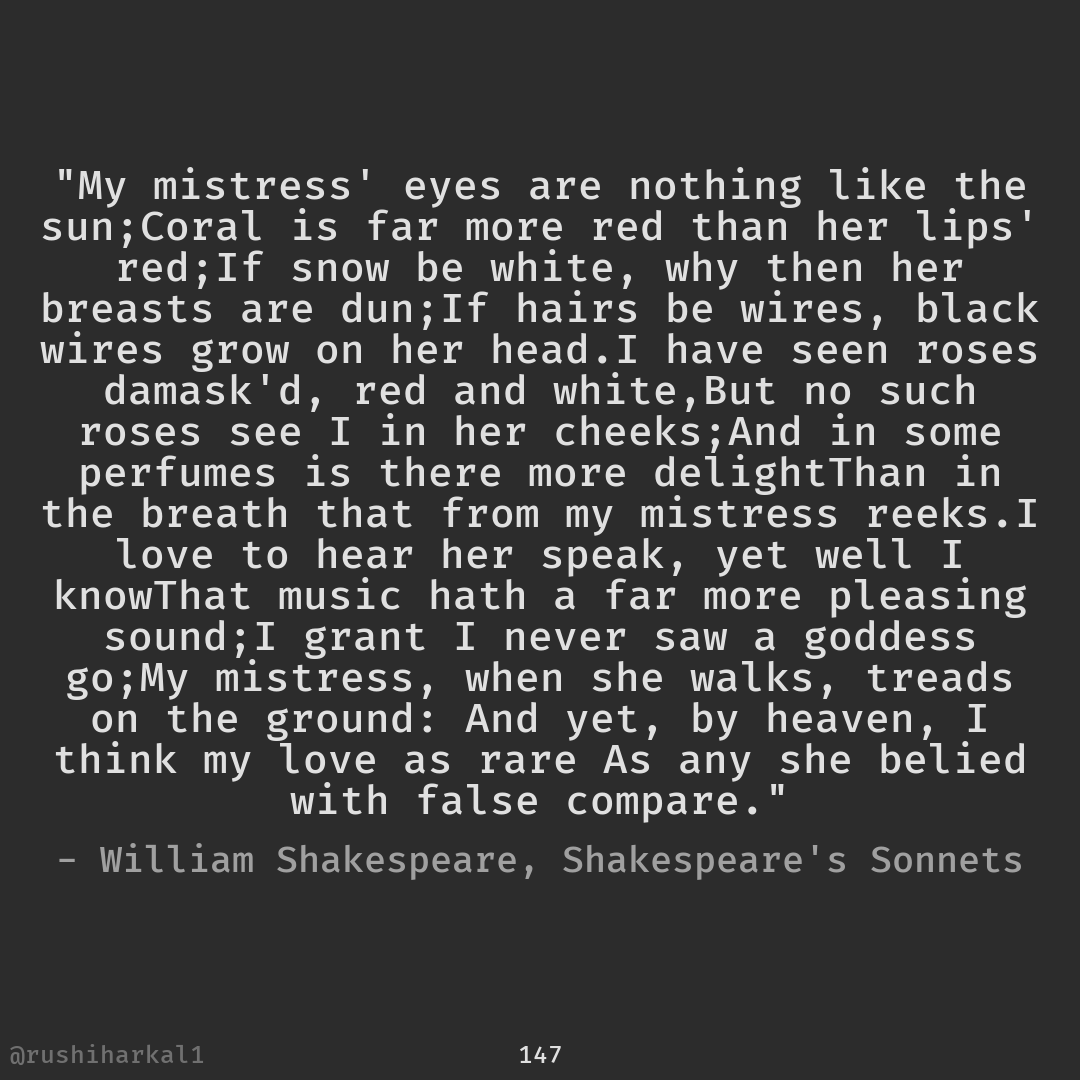 "My mistress' eyes are nothing like the
sun;Coral is far more red than her lips'
red;If snow be white, why then her
breasts are dun;If hairs be wires, black
wires grow on her head.I have seen roses
damask'd, red and white,But no such
roses see I in her cheeks;And in some
perfumes is there more delightThan in
the breath that from my mistress reeks.I
love to hear her speak, yet well I
knowThat music hath a far more pleasing
sound;I grant I never saw a goddess
go;My mistress, when she walks, treads
on the ground: And yet, by heaven, I
think my love as rare As any she belied
with false compare."
- William Shakespeare, Shakespeare's Sonnets
@rushiharkal1
147